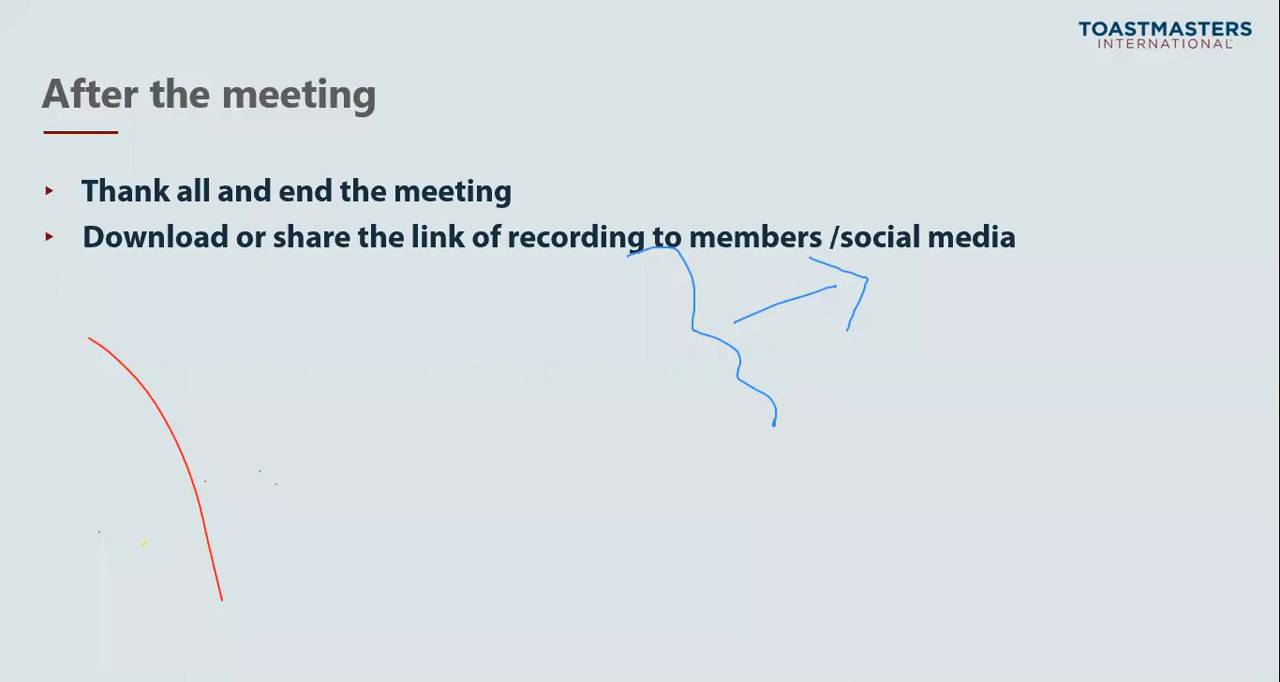 TOASTMASTERS
INTERNATIONAL
After the meeting
Thank all and end the meeting
Download or share the link of recording to members /social media